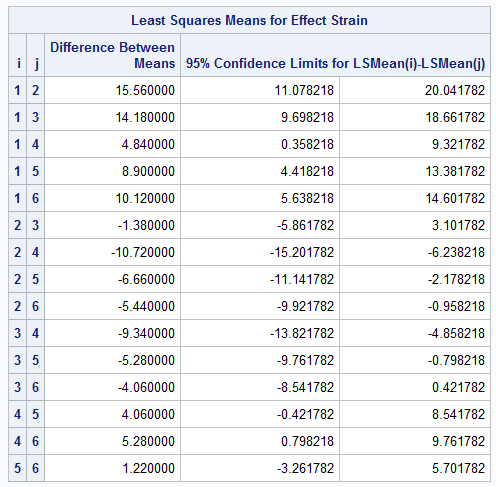 Least Squares Means for Effect Strain
i j Difference Between Means 95% Confidence Limits for LSMean(i)-LSMean(j)
1 2 15.560000 11.078218 20.041782
1 3 14.180000 9.698218 18.661782
1 4 4.840000 0.358218 9.321782
1 5 8.900000 4.418218 13.381782
1 6 10.120000 5.638218 14.601782
2 3 -1.380000 -5.861782 3.101782
2 4 -10.720000 -15.201782 -6.238218
2 5 -6.660000 -11.141782 -2.178218
2 6 -5.440000 -9.921782 -0.958218
3 4 -9.340000 -13.821782 -4.858218
3 5 -5.280000 -9.761782 -0.798218
3 6 -4.060000 -8.541782 0.421782
4 5 4.060000 -0.421782 8.541782
4 6 5.280000 0.798218 9.761782
5 6 1.220000 -3.261782 5.701782